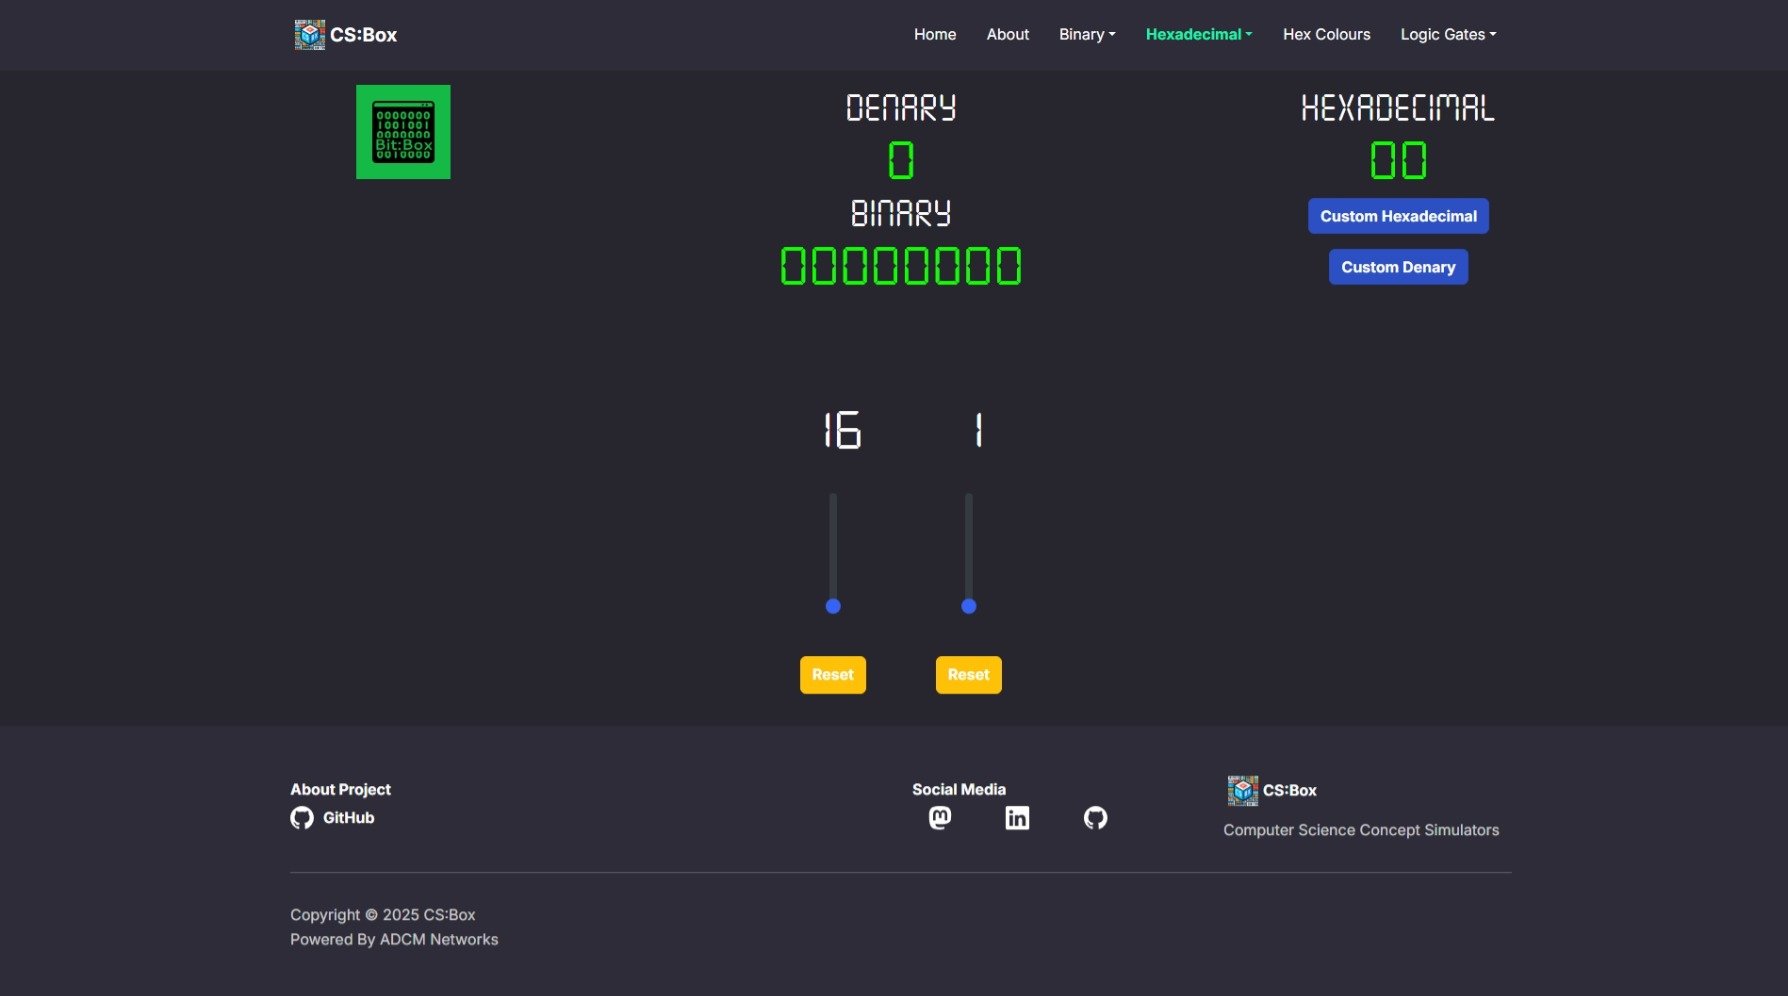 CS:Box
Home
About
Binary
Hexadecimal
Hex Colours
Logic Gates
0000000
1001001
0000000
Bit:Box
0010000
DENARY
0
BINARY
00000000
HEXADECIMAL
00
Custom Hexadecimal
Custom Denary
16
1
Reset
Reset
About Project
GitHub
Social Media
CS:Box
Computer Science Concept Simulators
Copyright © 2025 CS:Box
Powered By ADCM Networks